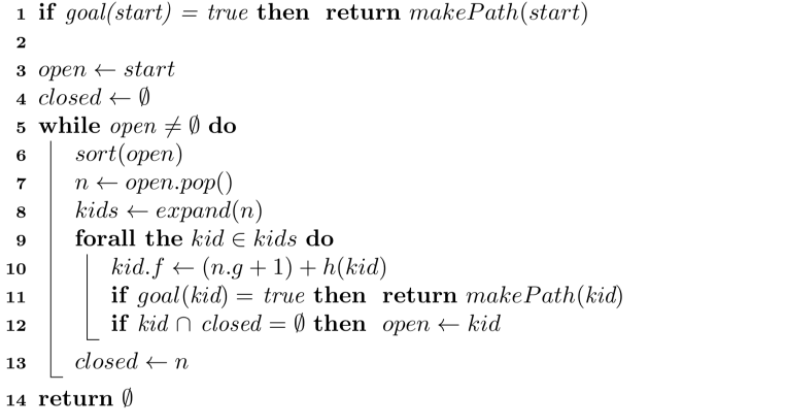 1 if goal(start) = true then return makePath(start)
2
3 open ← start
4 closed ← ∅
5 while open ≠ ∅ do
6 sort(open)
7 n ← open.pop()
8 kids ← expand(n)
9 forall the kid ∈ kids do
10 kid.f ← (n.g + 1) + h(kid)
11 if goal(kid) = true then return makePath(kid)
12 if kid ∩ closed = ∅ then open ← kid
13 closed ← n
14 return ∅